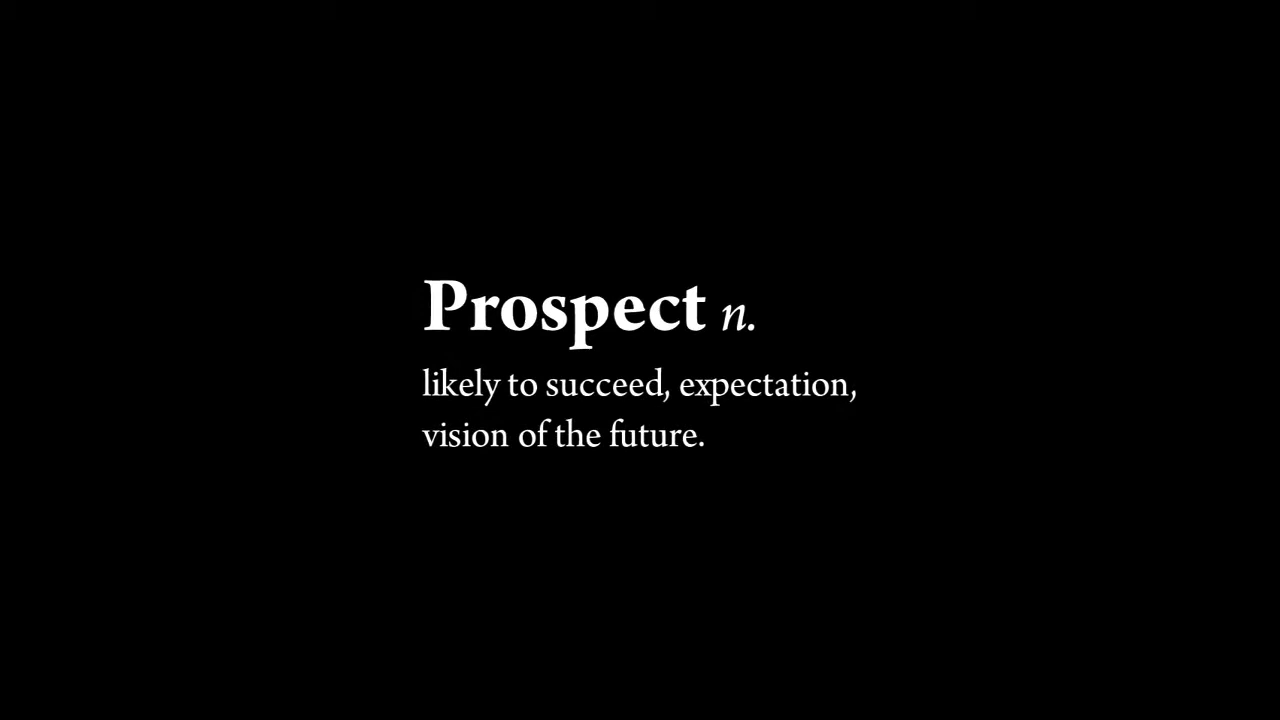 Prospect n.
likely to succeed, expectation,
vision of the future.